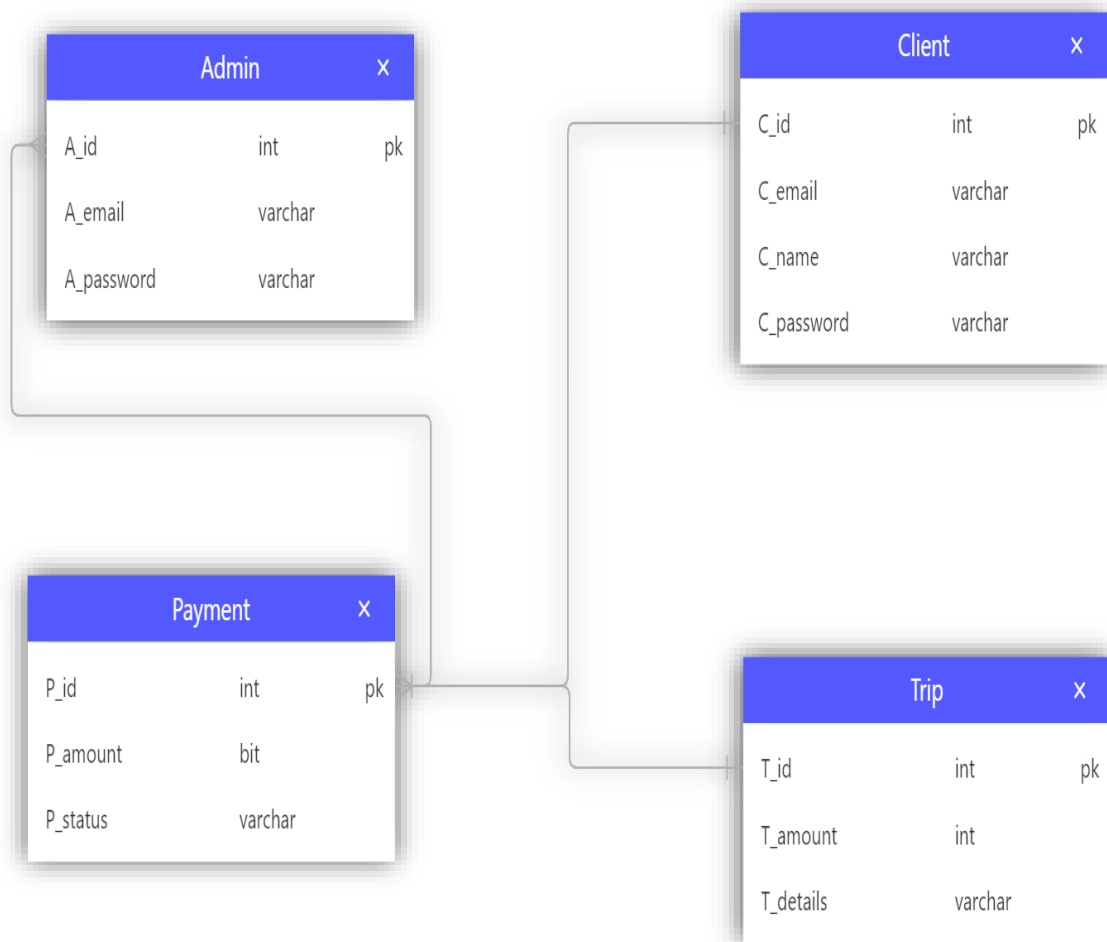 Admin ×
A_id int pk
A_email varchar
A_password varchar
Client ×
C_id int pk
C_email varchar
C_name varchar
C_password varchar
Payment ×
P_id int pk
P_amount bit
P_status varchar
Trip ×
T_id int pk
T_amount int
T_details varchar